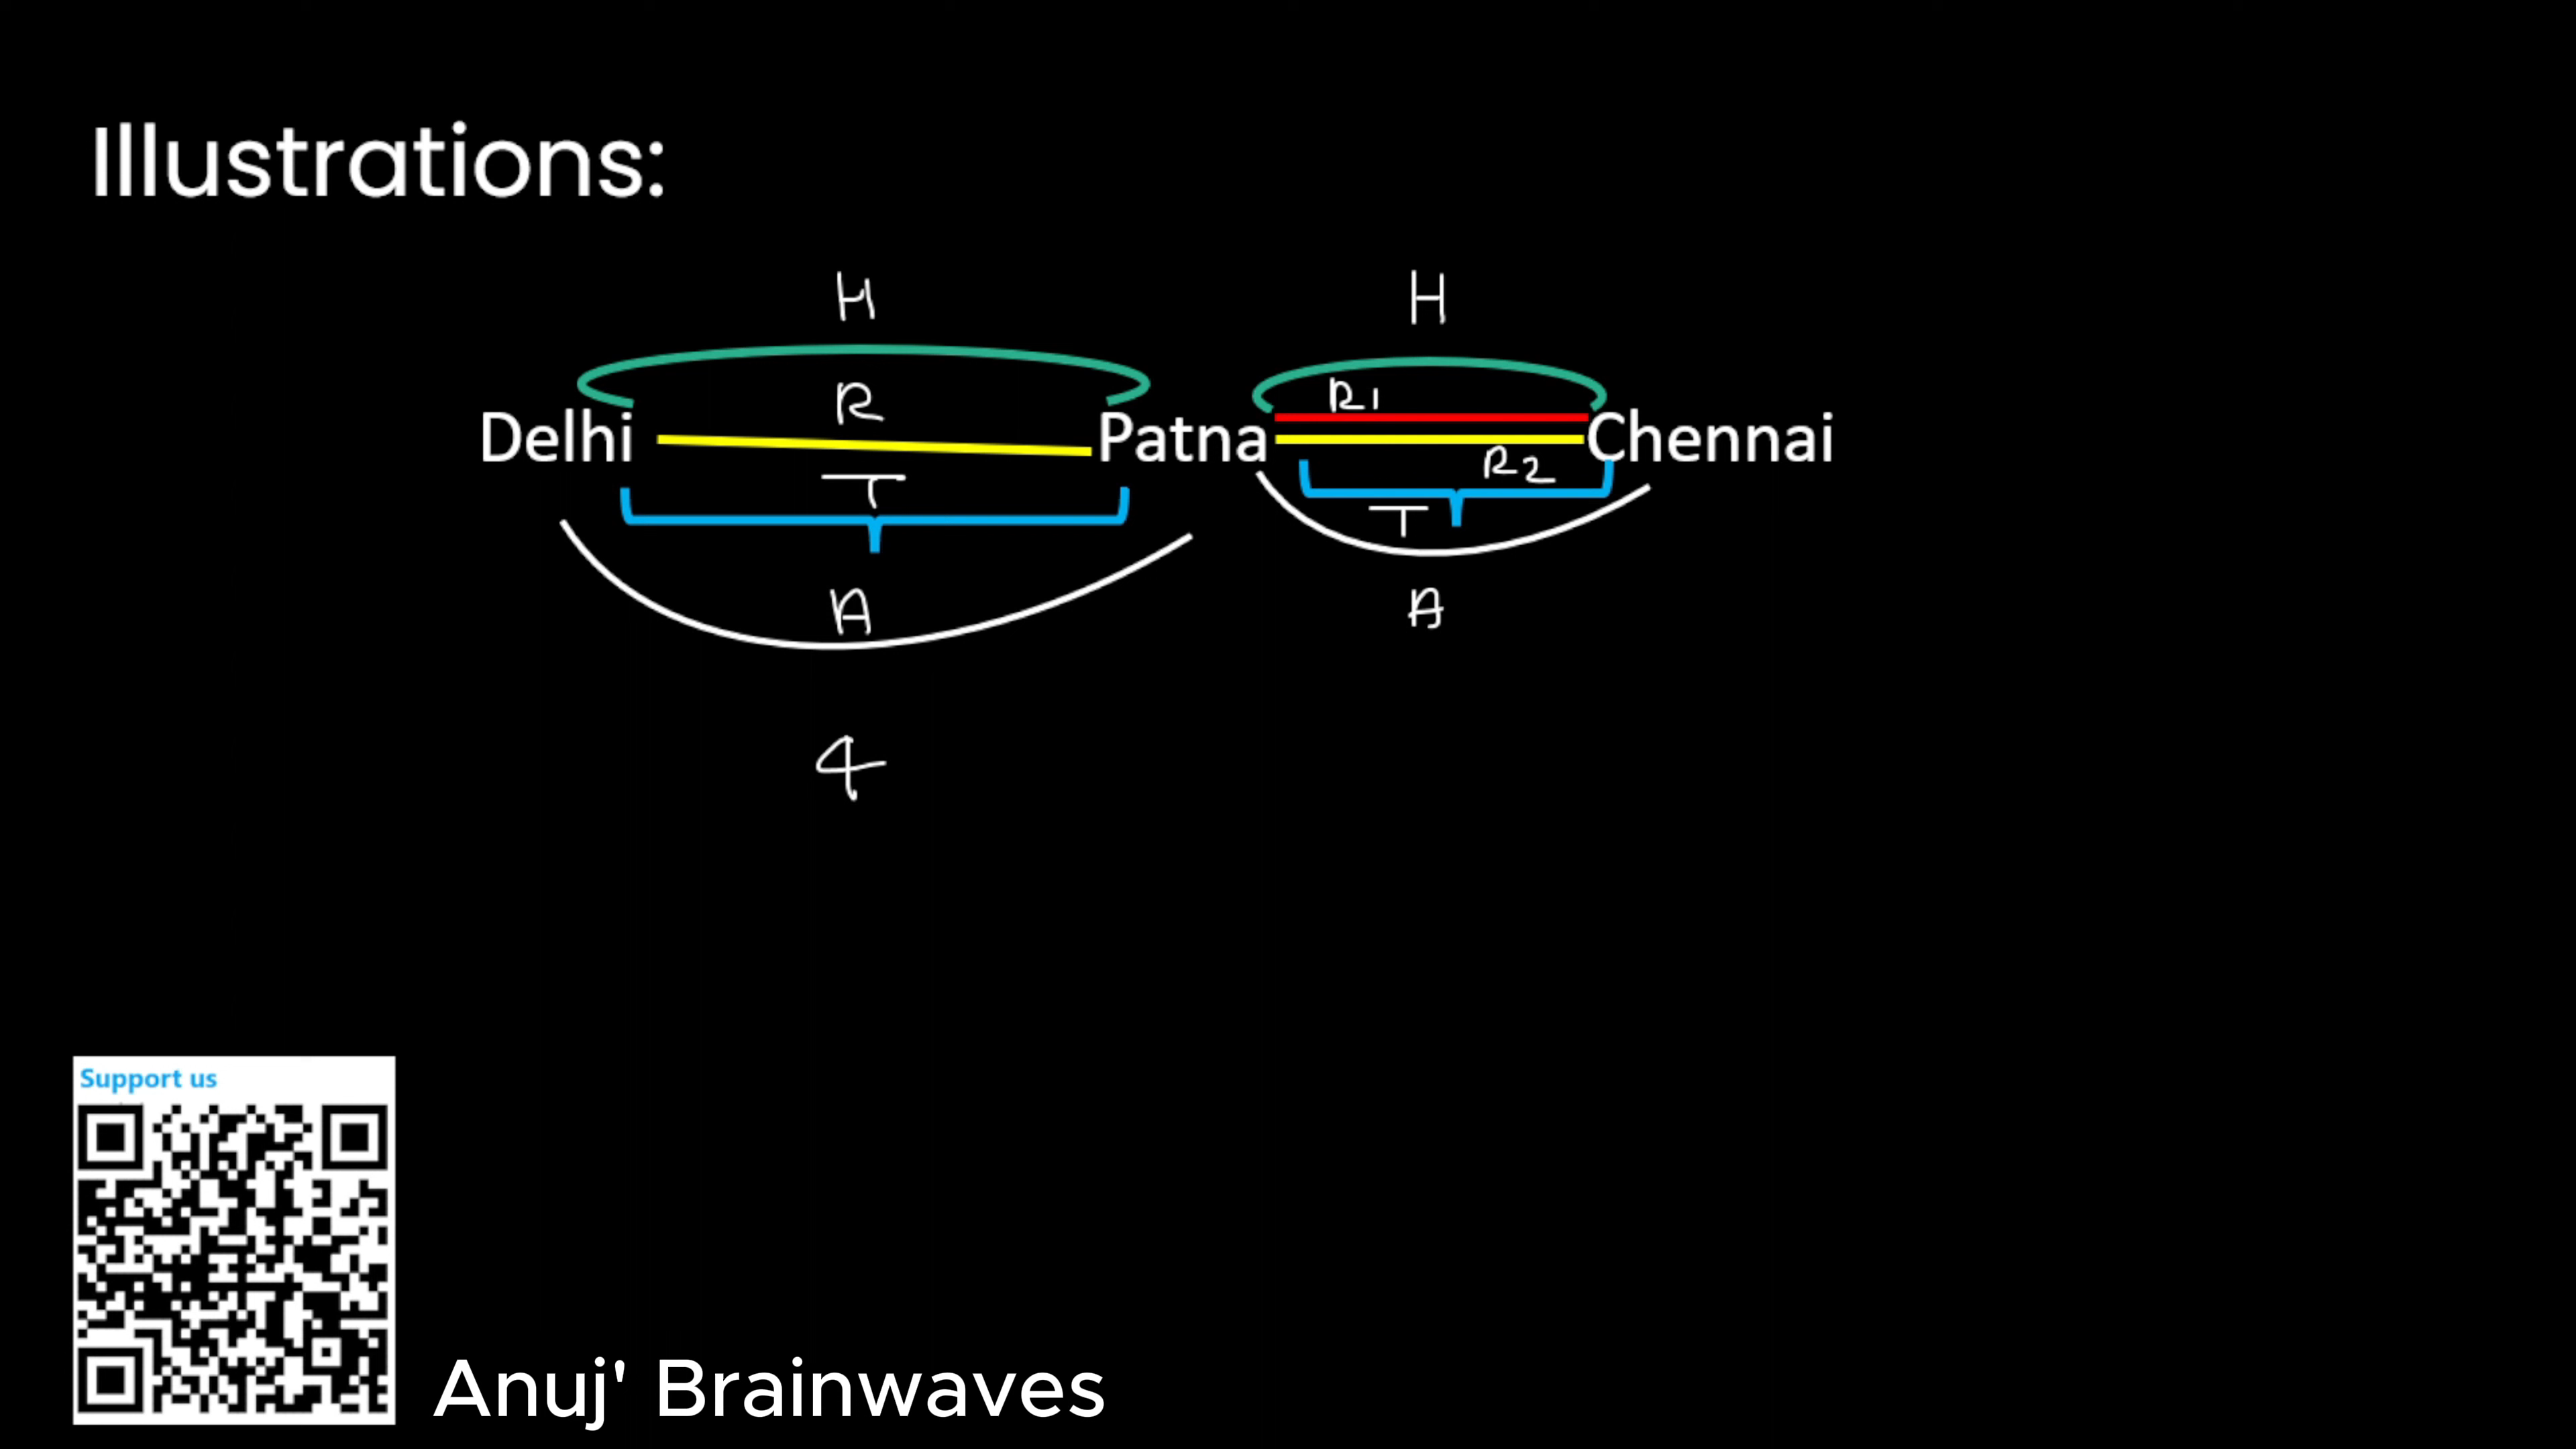 Illustrations:
H H
R R1
Delhi Patna Chennai
T R2
T
A A
4
Support us
Anuj' Brainwaves